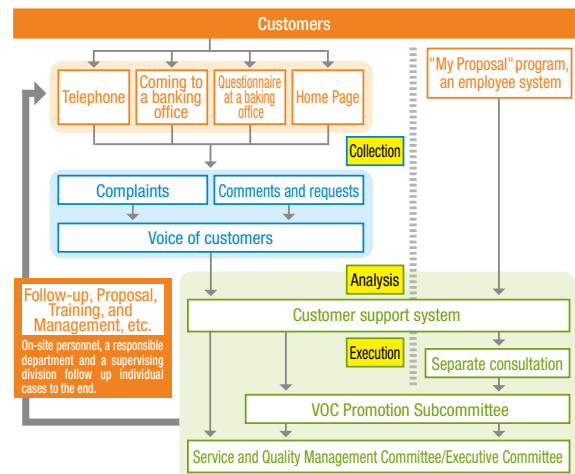 Customers
Telephone
Coming to
a banking
office
Questionnaire
at a baking
office
Home Page
"My Proposal" program,
an employee system
Collection
Complaints
Comments and requests
Voice of customers
Analysis
Follow-up, Proposal,
Training, and
Management, etc.
On-site personnel, a responsible
department and a supervising
division follow up individual
cases to the end.
Customer support system
Execution
Separate consultation
VOC Promotion Subcommittee
Service and Quality Management Committee/Executive Committee